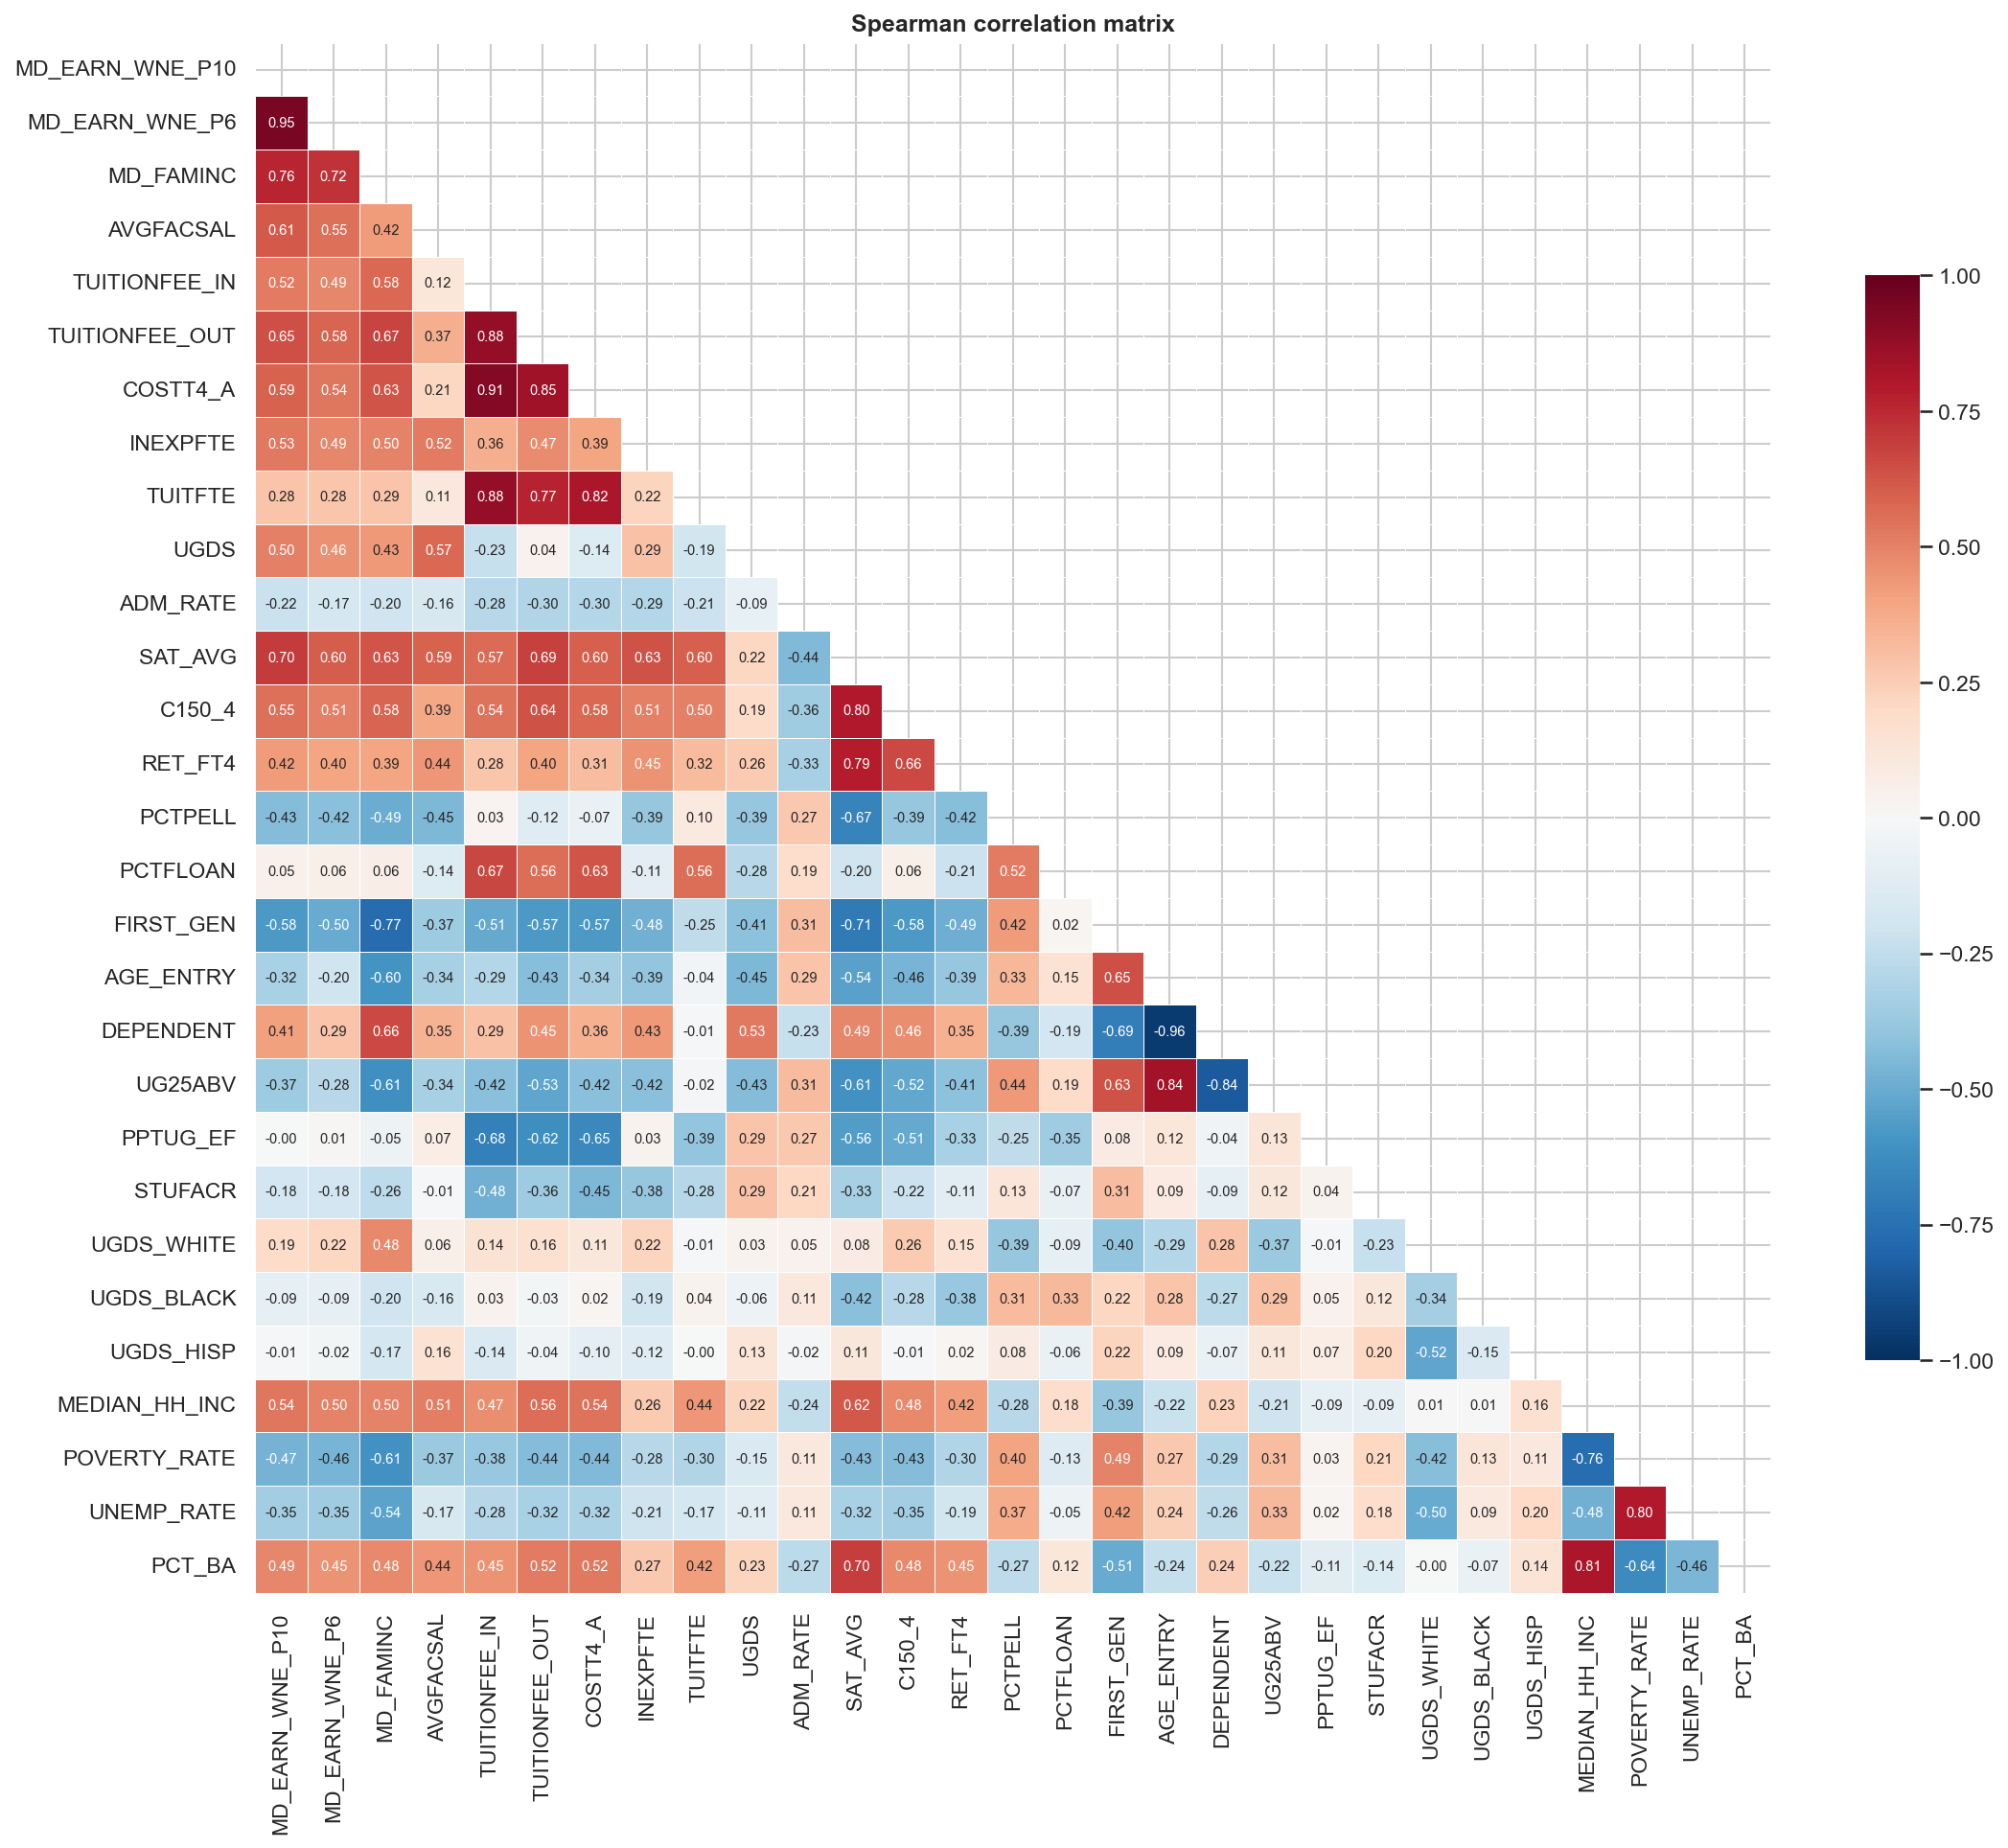 Spearman correlation matrix
MD_EARN_WNE_P10
MD_EARN_WNE_P6 0.95
MD_FAMINC 0.76 0.72
AVGFACSAL 0.61 0.55 0.42
TUITIONFEE_IN 0.52 0.49 0.58 0.12
TUITIONFEE_OUT 0.65 0.58 0.67 0.37 0.88
COSTT4_A 0.59 0.54 0.63 0.21 0.91 0.85
INEXPFTE 0.53 0.49 0.50 0.52 0.36 0.47 0.39
TUITFTE 0.28 0.28 0.29 0.11 0.88 0.77 0.82 0.22
UGDS 0.50 0.46 0.43 0.57 -0.23 0.04 -0.14 0.29 -0.19
ADM_RATE -0.22 -0.17 -0.20 -0.16 -0.28 -0.30 -0.30 -0.29 -0.21 -0.09
SAT_AVG 0.70 0.60 0.63 0.59 0.57 0.69 0.60 0.63 0.60 0.22 -0.44
C150_4 0.55 0.51 0.58 0.39 0.54 0.64 0.58 0.51 0.50 0.19 -0.36 0.80
RET_FT4 0.42 0.40 0.39 0.44 0.28 0.40 0.31 0.45 0.32 0.26 -0.33 0.79 0.66
PCTPELL -0.43 -0.42 -0.49 -0.45 0.03 -0.12 -0.07 -0.39 0.10 -0.39 0.27 -0.67 -0.39 -0.42
PCTFLOAN 0.05 0.06 0.06 -0.14 0.67 0.56 0.63 -0.11 0.56 -0.28 0.19 -0.20 0.06 -0.21 0.52
FIRST_GEN -0.58 -0.50 -0.77 -0.37 -0.51 -0.57 -0.57 -0.48 -0.25 -0.41 0.31 -0.71 -0.58 -0.49 0.42 0.02
AGE_ENTRY -0.32 -0.20 -0.60 -0.34 -0.29 -0.43 -0.34 -0.39 -0.04 -0.45 0.29 -0.54 -0.46 -0.39 0.33 0.15 0.65
DEPENDENT 0.41 0.29 0.66 0.35 0.29 0.45 0.36 0.43 -0.01 0.53 -0.23 0.49 0.46 0.35 -0.39 -0.19 -0.69 -0.96
UG25ABV -0.37 -0.28 -0.61 -0.34 -0.42 -0.53 -0.42 -0.42 -0.02 -0.43 0.31 -0.61 -0.52 -0.41 0.44 0.19 0.63 0.84 -0.84
PPTUG_EF -0.00 0.01 -0.05 0.07 -0.68 -0.62 -0.65 0.03 -0.39 0.29 0.27 -0.56 -0.51 -0.33 -0.25 -0.35 0.08 0.12 -0.04 0.13
STUFACR -0.18 -0.18 -0.26 -0.01 -0.48 -0.36 -0.45 -0.38 -0.28 0.29 0.21 -0.33 -0.22 -0.11 0.13 -0.07 0.31 0.09 -0.09 0.12 0.04
UGDS_WHITE 0.19 0.22 0.48 0.06 0.14 0.16 0.11 0.22 -0.01 0.03 0.05 0.08 0.26 0.15 -0.39 -0.09 -0.40 -0.29 0.28 -0.37 -0.01 -0.23
UGDS_BLACK -0.09 -0.09 -0.20 -0.16 0.03 -0.03 0.02 -0.19 0.04 -0.06 0.11 -0.42 -0.28 -0.38 0.31 0.33 0.22 0.28 -0.27 0.29 0.05 0.12 -0.34
UGDS_HISP -0.01 -0.02 -0.17 0.16 -0.14 -0.04 -0.10 -0.12 -0.00 0.13 -0.02 0.11 -0.01 0.02 0.08 -0.06 0.22 0.09 -0.07 0.11 0.07 0.20 -0.52 -0.15
MEDIAN_HH_INC 0.54 0.50 0.50 0.51 0.47 0.56 0.54 0.26 0.44 0.22 -0.24 0.62 0.48 0.42 -0.28 0.18 -0.39 -0.22 0.23 -0.21 -0.09 -0.09 0.01 0.01 0.16
POVERTY_RATE -0.47 -0.46 -0.61 -0.37 -0.38 -0.44 -0.44 -0.28 -0.30 -0.15 0.11 -0.43 -0.43 -0.30 0.40 -0.13 0.49 0.27 -0.29 0.31 0.03 0.21 -0.42 0.13 0.11 -0.76
UNEMP_RATE -0.35 -0.35 -0.54 -0.17 -0.28 -0.32 -0.32 -0.21 -0.17 -0.11 0.11 -0.32 -0.35 -0.19 0.37 -0.05 0.42 0.24 -0.26 0.33 0.02 0.18 -0.50 0.09 0.20 -0.48 0.80
PCT_BA 0.49 0.45 0.48 0.44 0.45 0.52 0.52 0.27 0.42 0.23 -0.27 0.70 0.48 0.45 -0.27 0.12 -0.51 -0.24 0.24 -0.22 -0.11 -0.14 -0.00 -0.07 0.14 0.81 -0.64 -0.46
MD_EARN_WNE_P10
MD_EARN_WNE_P6
MD_FAMINC
AVGFACSAL
TUITIONFEE_IN
TUITIONFEE_OUT
COSTT4_A
INEXPFTE
TUITFTE
UGDS
ADM_RATE
SAT_AVG
C150_4
RET_FT4
PCTPELL
PCTFLOAN
FIRST_GEN
AGE_ENTRY
DEPENDENT
UG25ABV
PPTUG_EF
STUFACR
UGDS_WHITE
UGDS_BLACK
UGDS_HISP
MEDIAN_HH_INC
POVERTY_RATE
UNEMP_RATE
PCT_BA
1.00
0.75
0.50
0.25
0.00
−0.25
−0.50
−0.75
−1.00